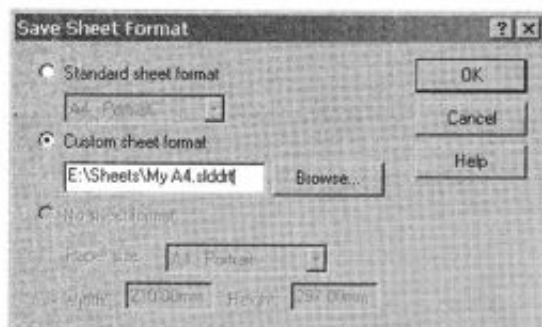 Save Sheet Format
Standard sheet format
OK
A4 - Portrait
Cancel
Custom sheet format
Help
E:\Sheets\My A4.slddrt
Browse...
No sheet format
Paper size:
A4 - Portrait
Width:
210.00mm
Height:
297.00mm